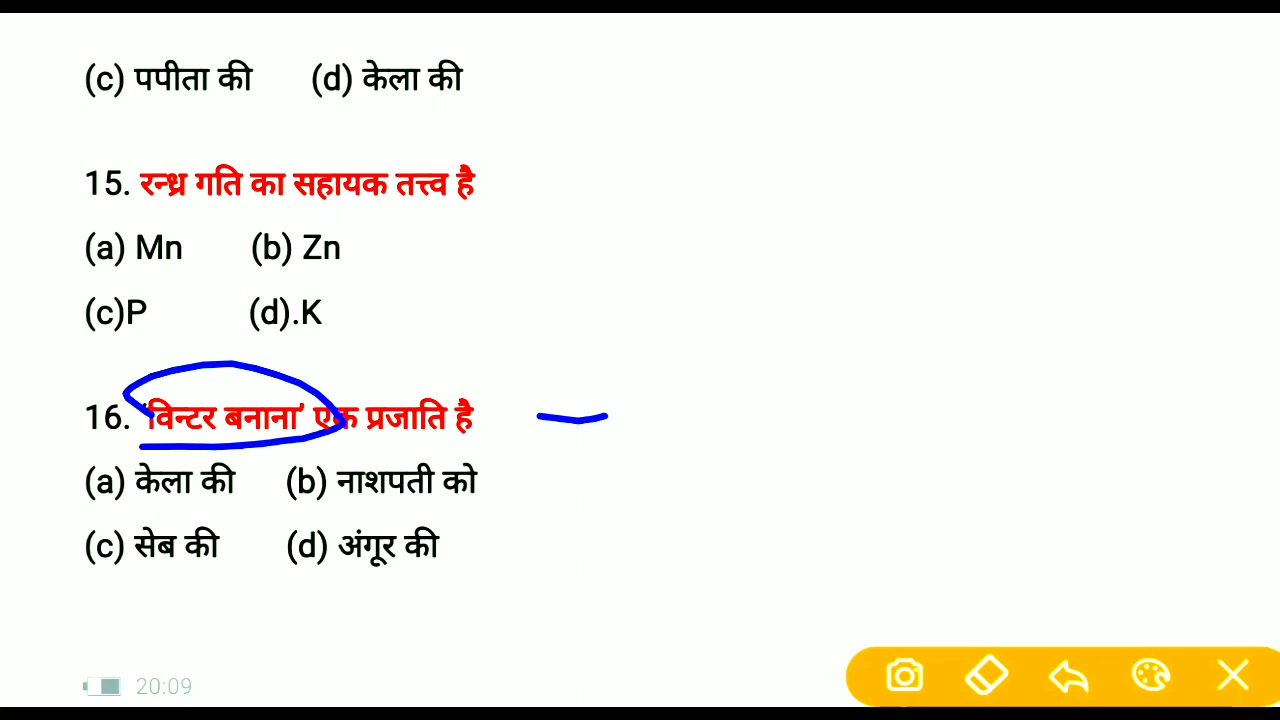 (c) पपीता की (d) केला की
15. रन्ध्र गति का सहायक तत्त्व है
(a) Mn (b) Zn
(c)P (d).K
16. 'विन्टर बनाना' एक प्रजाति है
(a) केला की (b) नाशपती को
(c) सेब की (d) अंगूर की
20:09